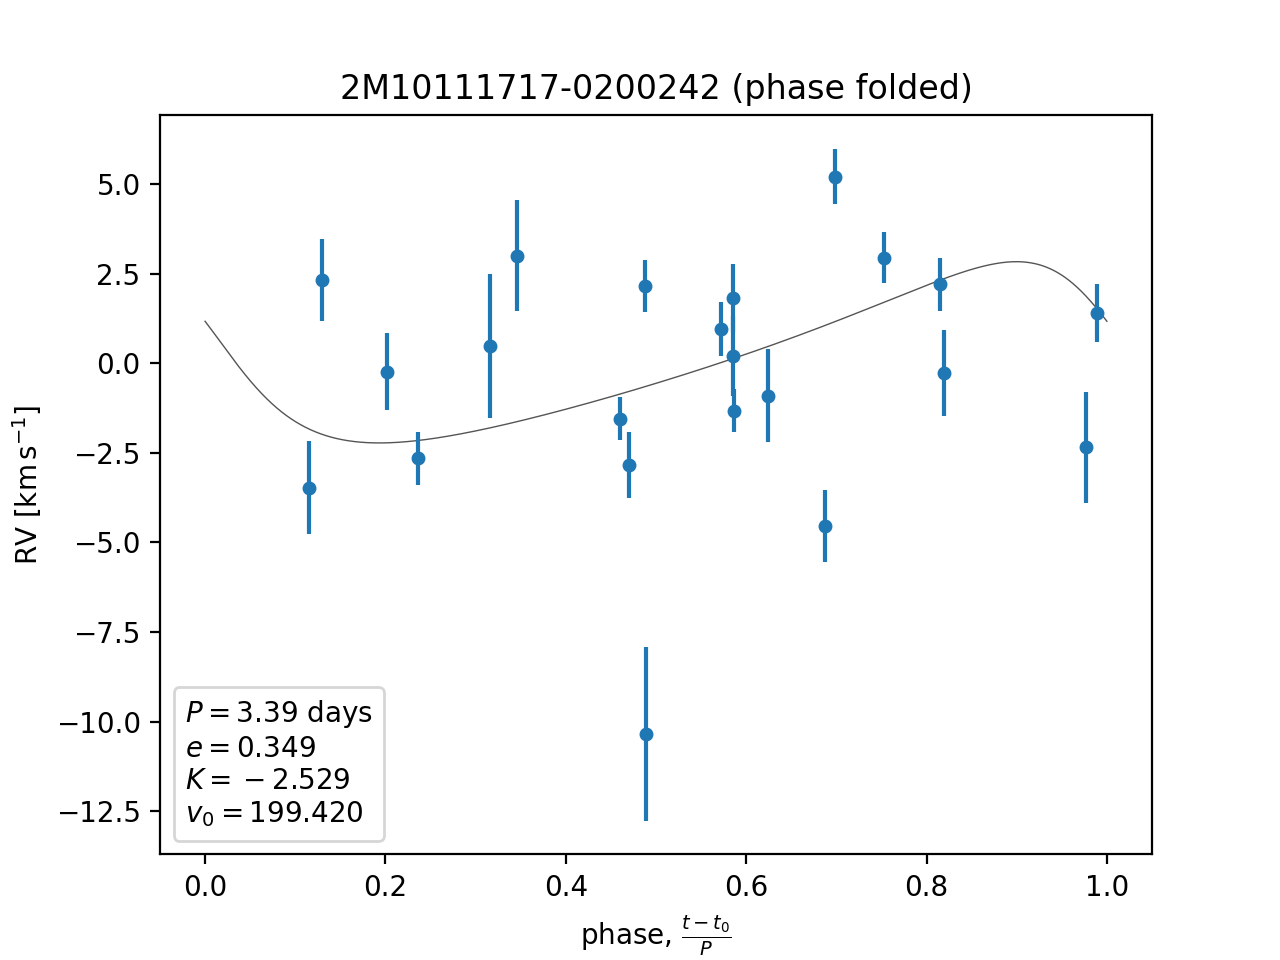 2M10111717-0200242 (phase folded)
RV [km s⁻¹]
5.0
2.5
0.0
−2.5
−5.0
−7.5
−10.0
−12.5
P = 3.39 days
e = 0.349
K = −2.529
v₀ = 199.420
0.0 0.2 0.4 0.6 0.8 1.0
phase, (t − t₀)/P